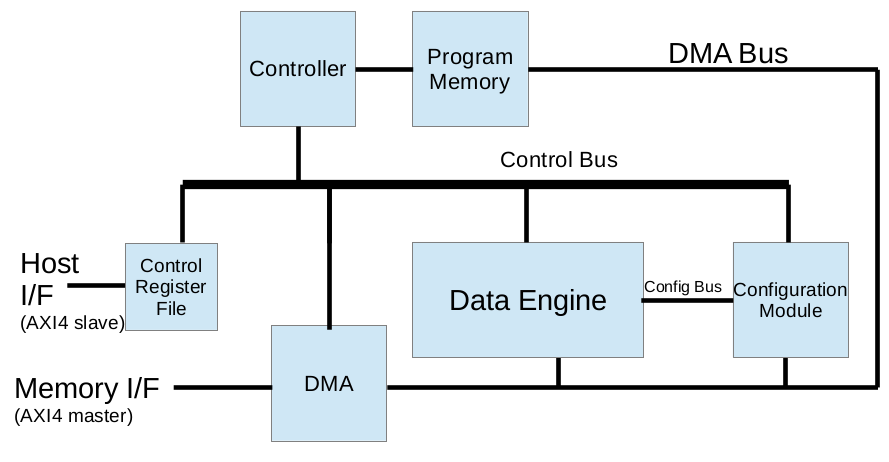 DMA Bus
Controller
Program
Memory
Control Bus
Host
I/F
(AXI4 slave)
Control
Register
File
Data Engine
Config Bus
Configuration
Module
Memory I/F
(AXI4 master)
DMA